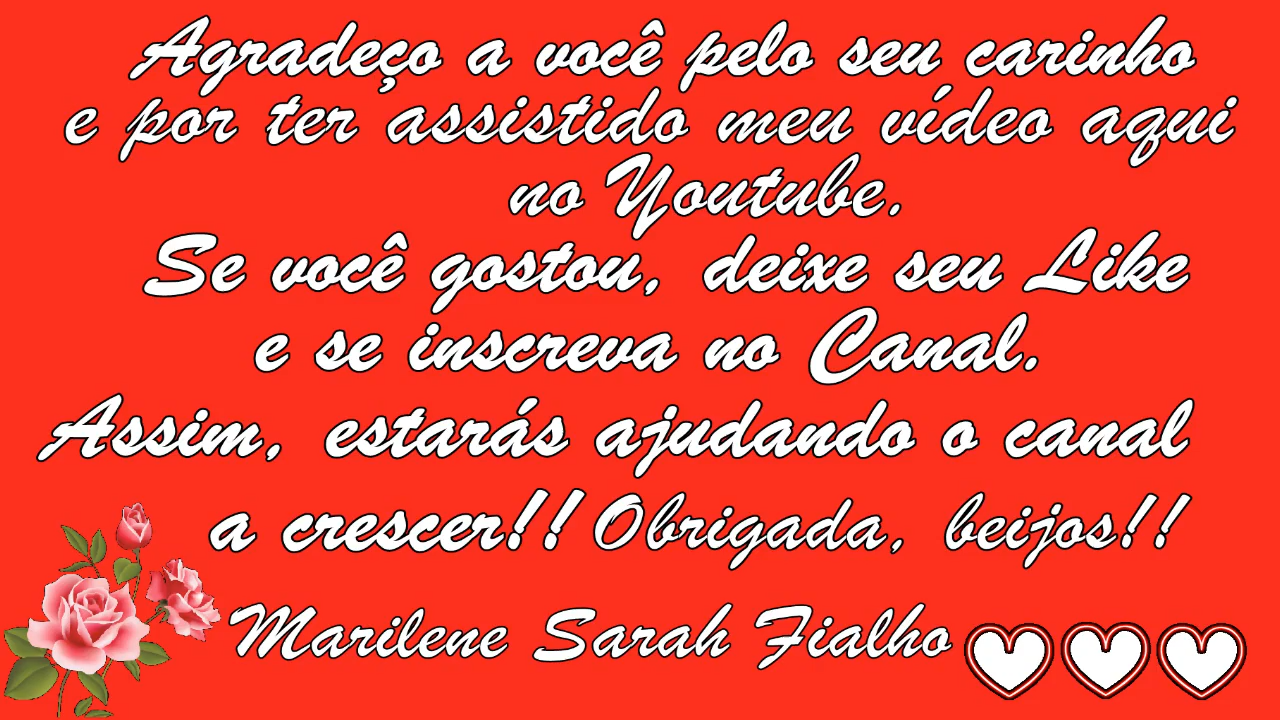 Agradeço a você pelo seu carinho
e por ter assistido meu vídeo aqui
no Youtube.
Se você gostou, deixe seu Like
e se inscreva no Canal.
Assim, estarás ajudando o canal
a crescer!! Obrigada, beijos!!
Marilene Sarah Fialho